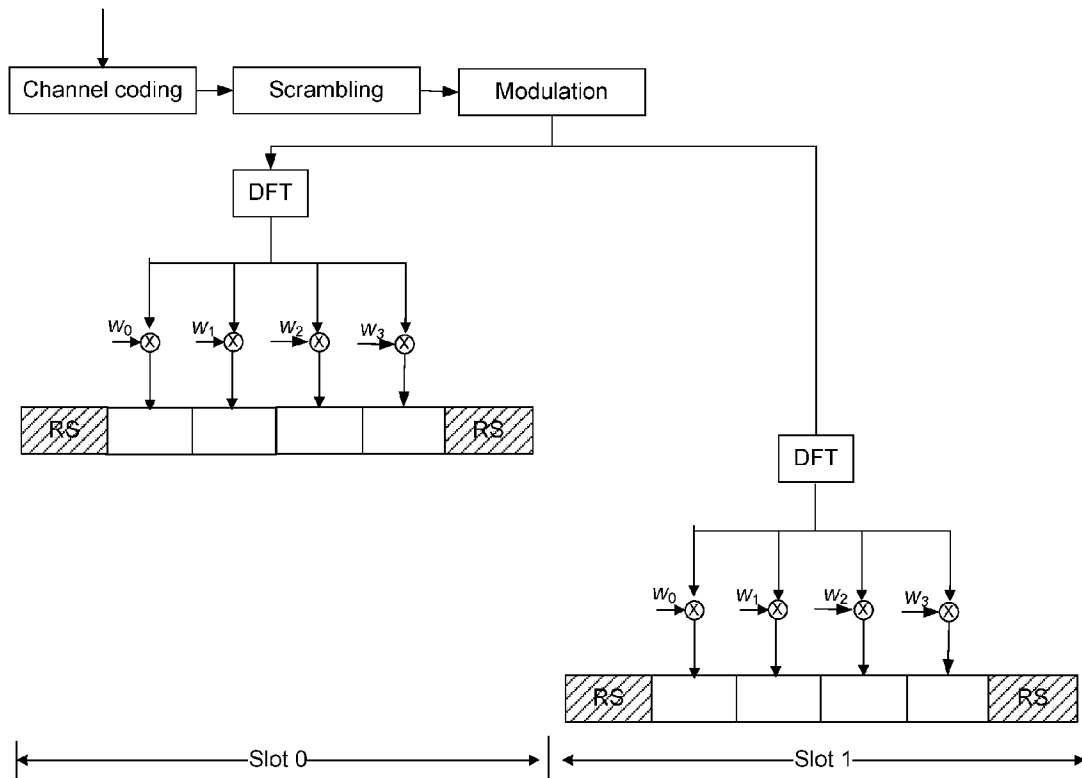 Channel coding
Scrambling
Modulation
DFT
w0 w1 w2 w3
X X X X
RS RS
DFT
w0 w1 w2 w3
X X X X
RS RS
Slot 0 Slot 1